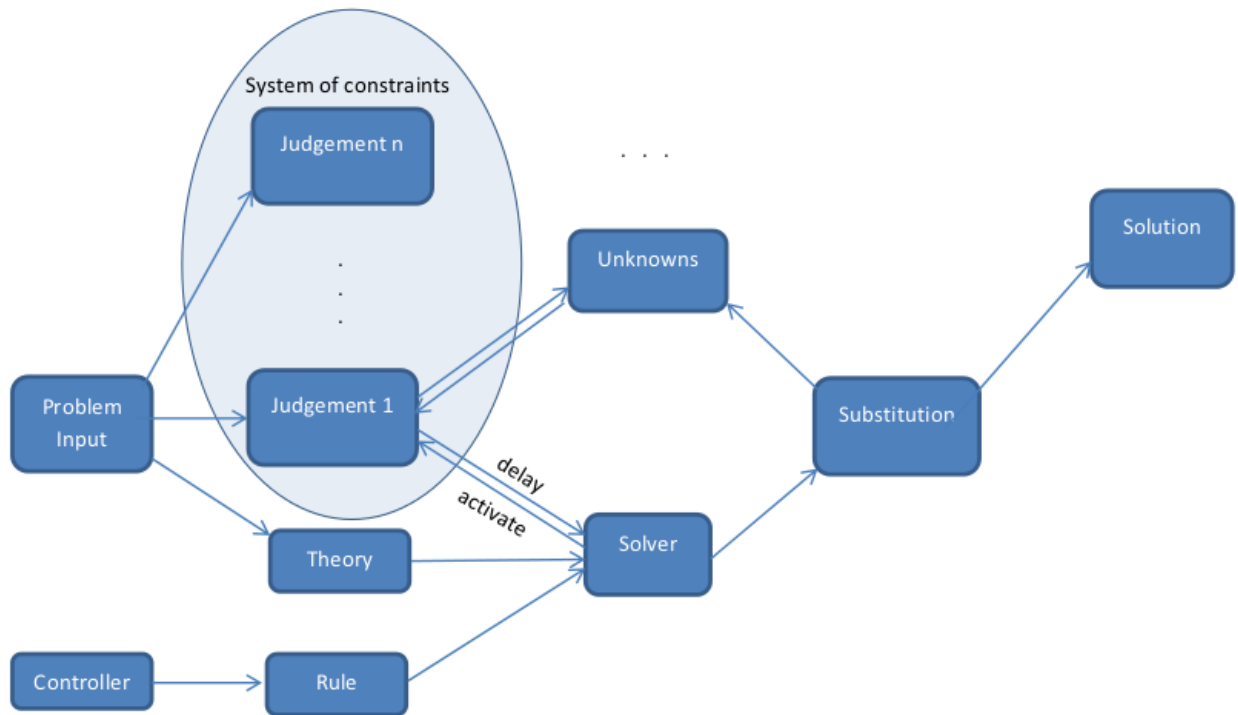 System of constraints
Judgement n
. . .
Unknowns
Solution
.
.
.
Problem
Input
Judgement 1
Substitution
delay
activate
Solver
Theory
Controller
Rule